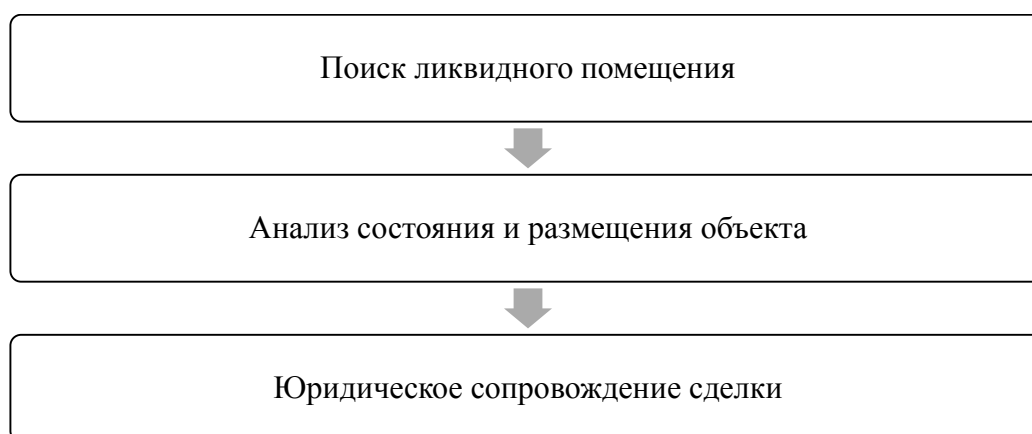 Поиск ликвидного помещения
Анализ состояния и размещения объекта
Юридическое сопровождение сделки